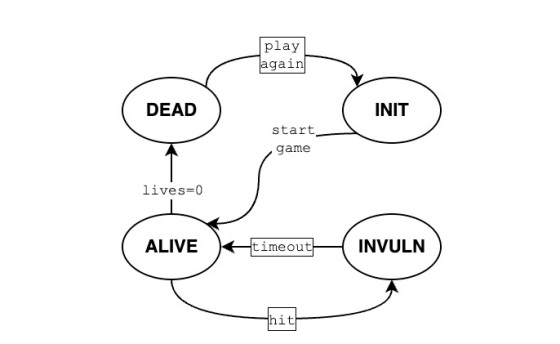 play
again
DEAD
INIT
start
game
lives=0
ALIVE
timeout
INVULN
hit